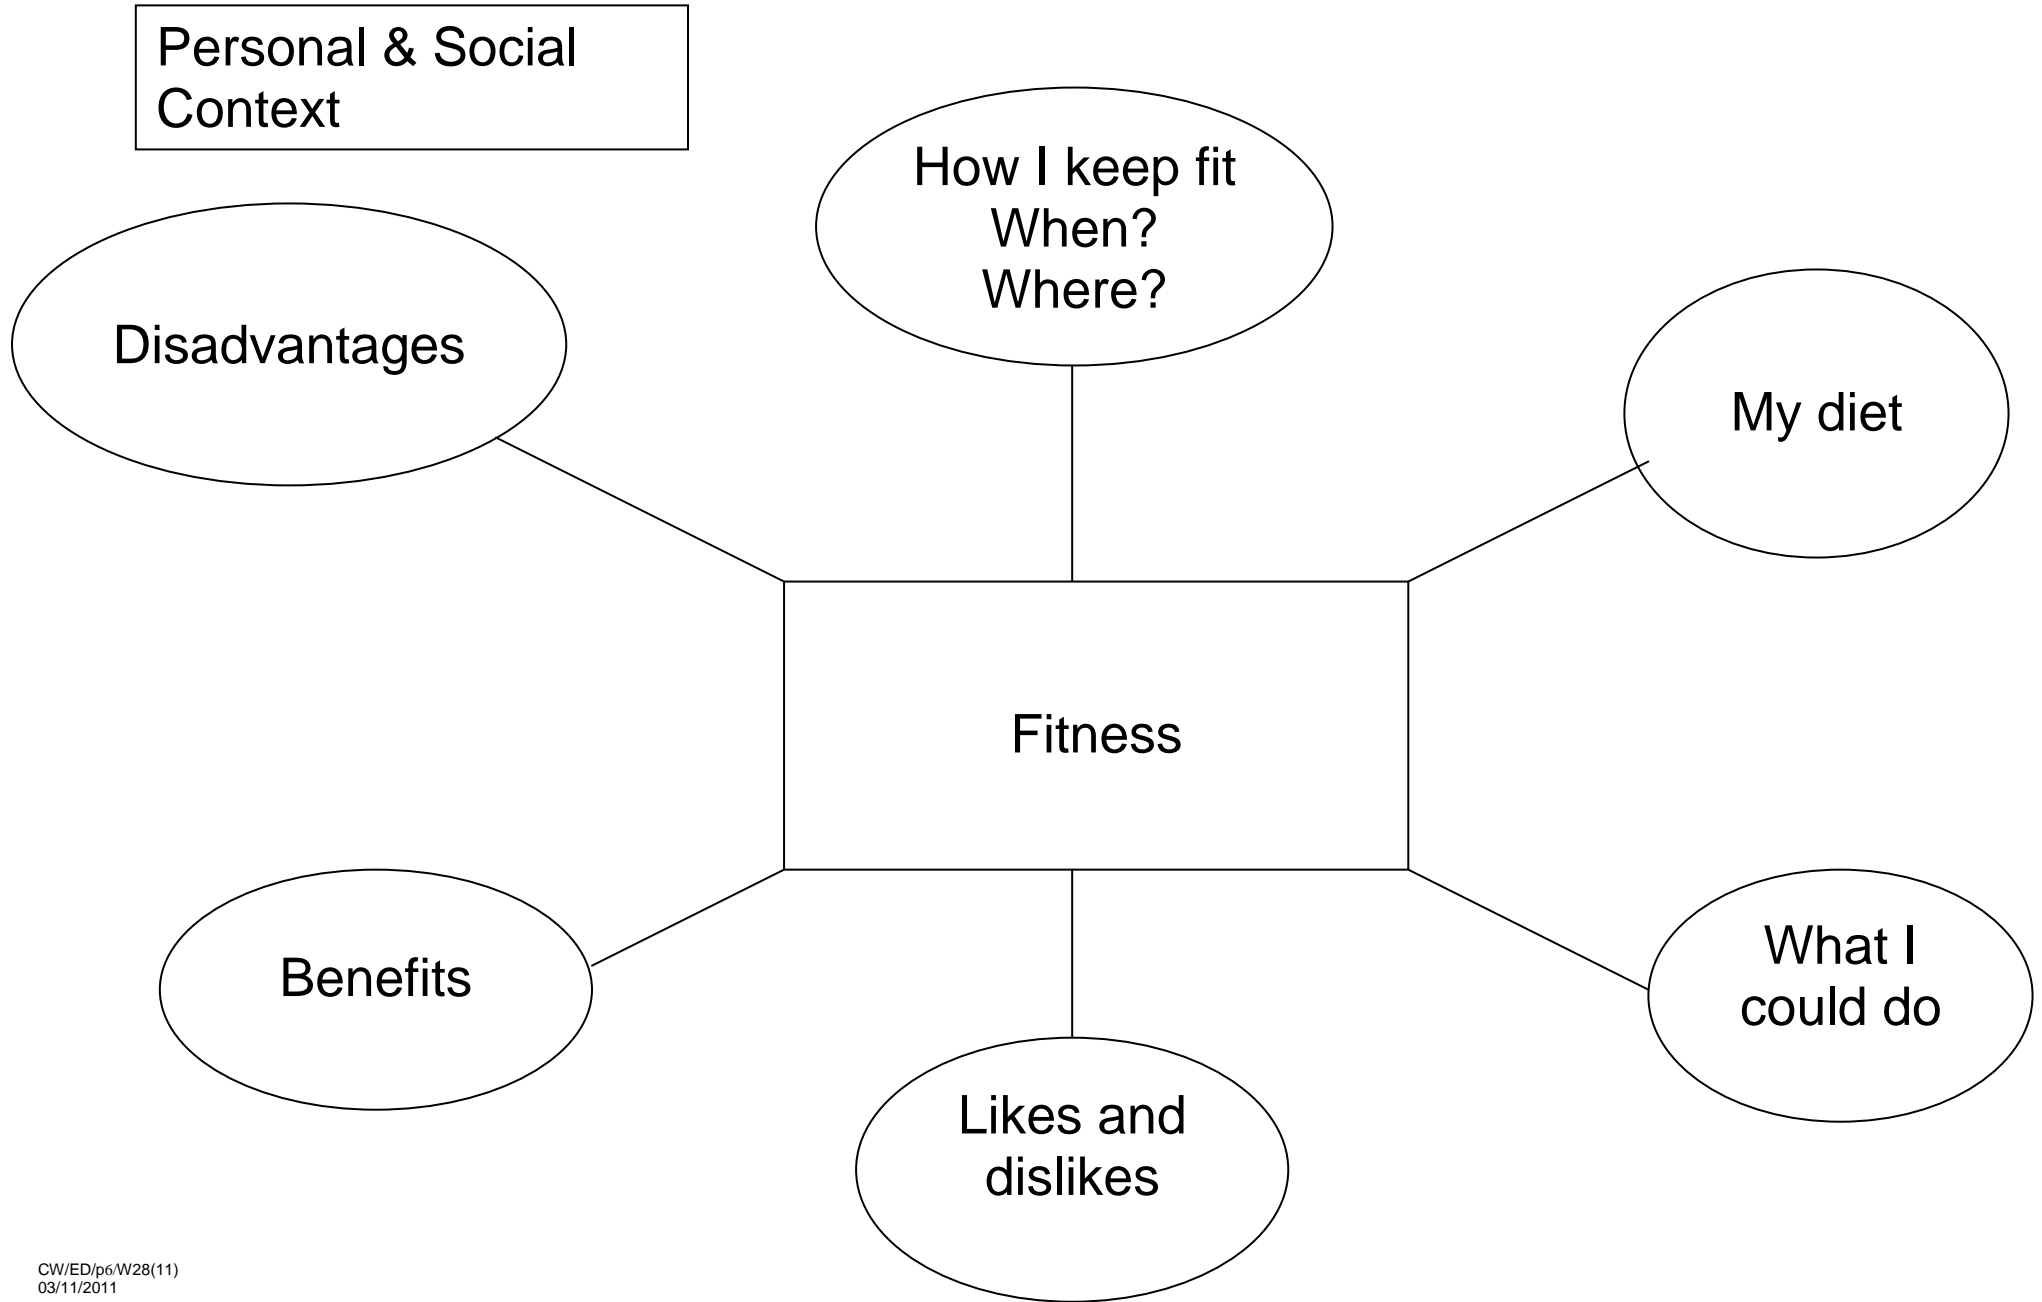 Personal & Social
Context
How I keep fit
When?
Where?
Disadvantages
My diet
Fitness
Benefits
What I
could do
Likes and
dislikes
CW/ED/p6/W28(11)
03/11/2011